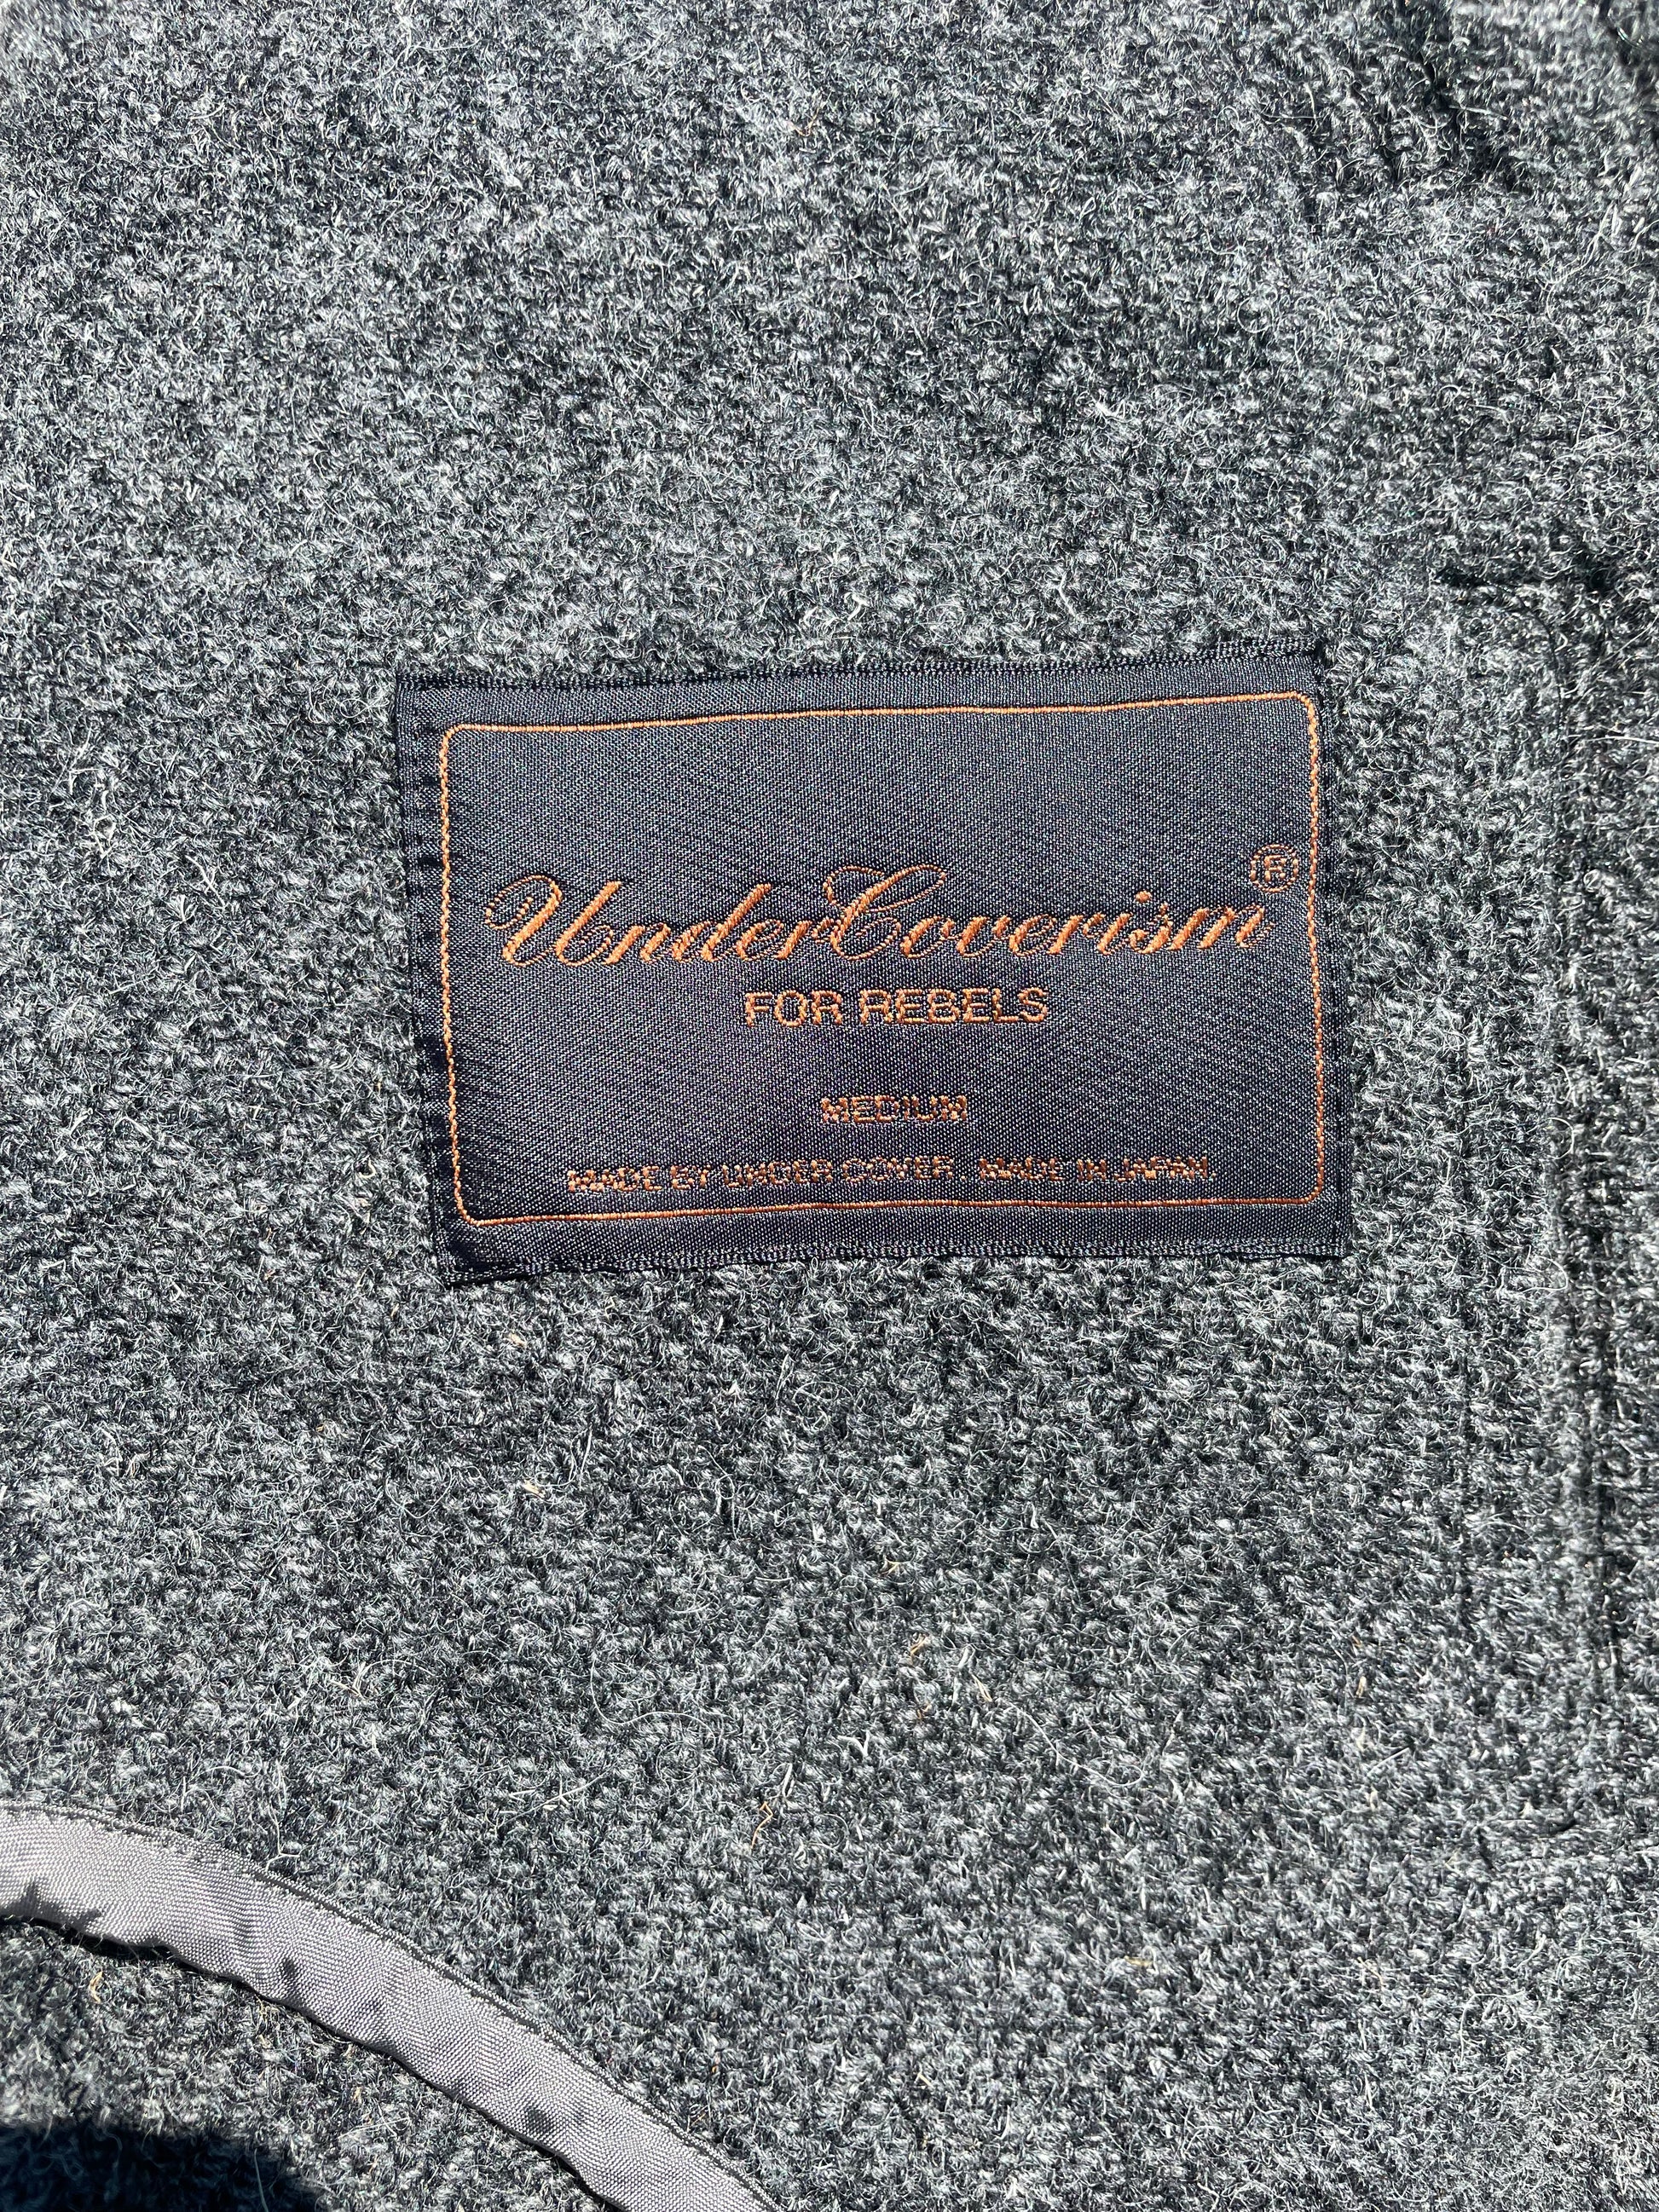 UnderCoverism®
FOR REBELS
MEDIUM
MADE BY UNDER COVER. MADE IN JAPAN